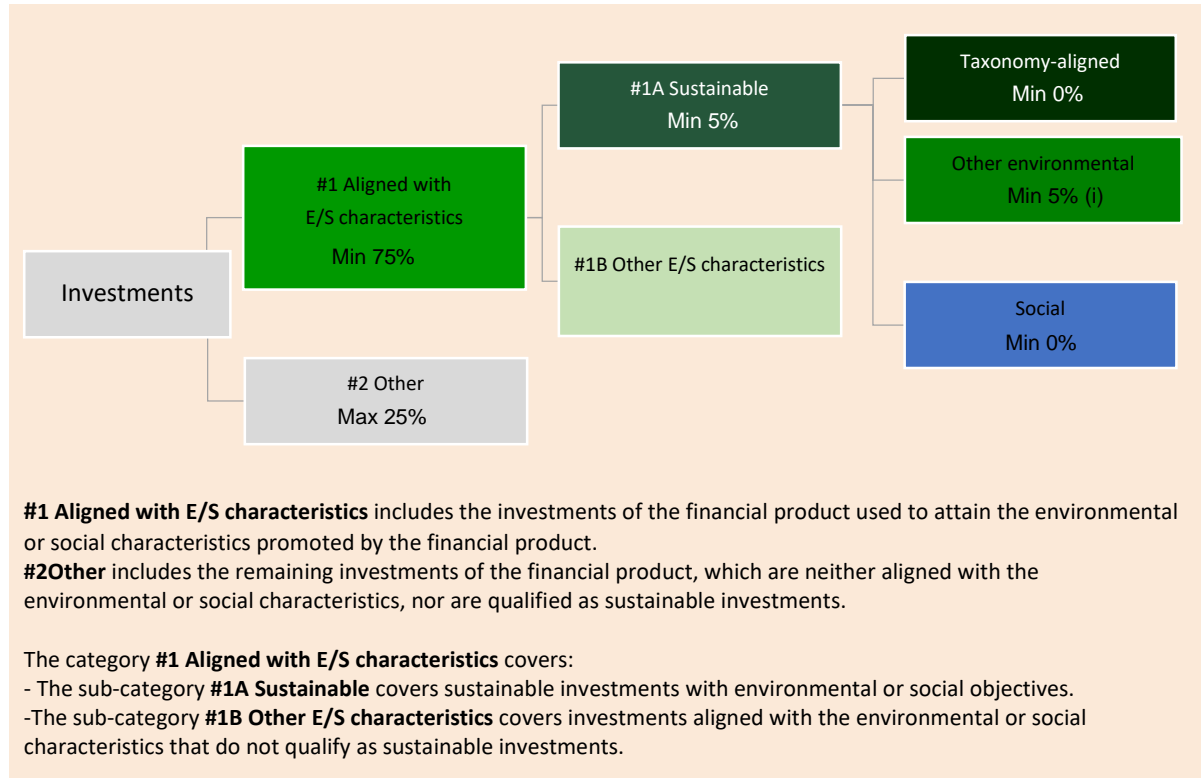 Investments
#1 Aligned with
E/S characteristics
Min 75%
#2 Other
Max 25%
#1A Sustainable
Min 5%
#1B Other E/S characteristics
Taxonomy-aligned
Min 0%
Other environmental
Min 5% (i)
Social
Min 0%
#1 Aligned with E/S characteristics includes the investments of the financial product used to attain the environmental
or social characteristics promoted by the financial product.
#2Other includes the remaining investments of the financial product, which are neither aligned with the
environmental or social characteristics, nor are qualified as sustainable investments.
The category #1 Aligned with E/S characteristics covers:
- The sub-category #1A Sustainable covers sustainable investments with environmental or social objectives.
-The sub-category #1B Other E/S characteristics covers investments aligned with the environmental or social
characteristics that do not qualify as sustainable investments.